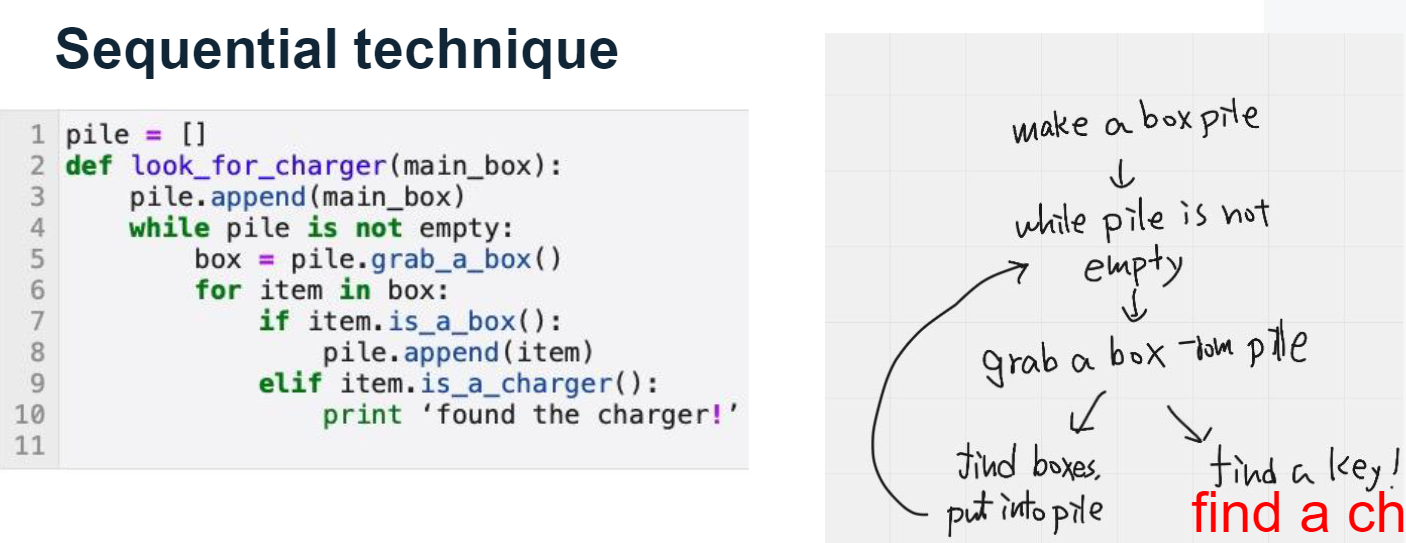 Sequential technique
1 pile = []
2 def look_for_charger(main_box):
3     pile.append(main_box)
4     while pile is not empty:
5         box = pile.grab_a_box()
6         for item in box:
7             if item.is_a_box():
8                 pile.append(item)
9             elif item.is_a_charger():
10                 print ‘found the charger!’
11
make a box pile
while pile is not
empty
grab a box pile
find boxes,
put into pile
find a key!
find a ch